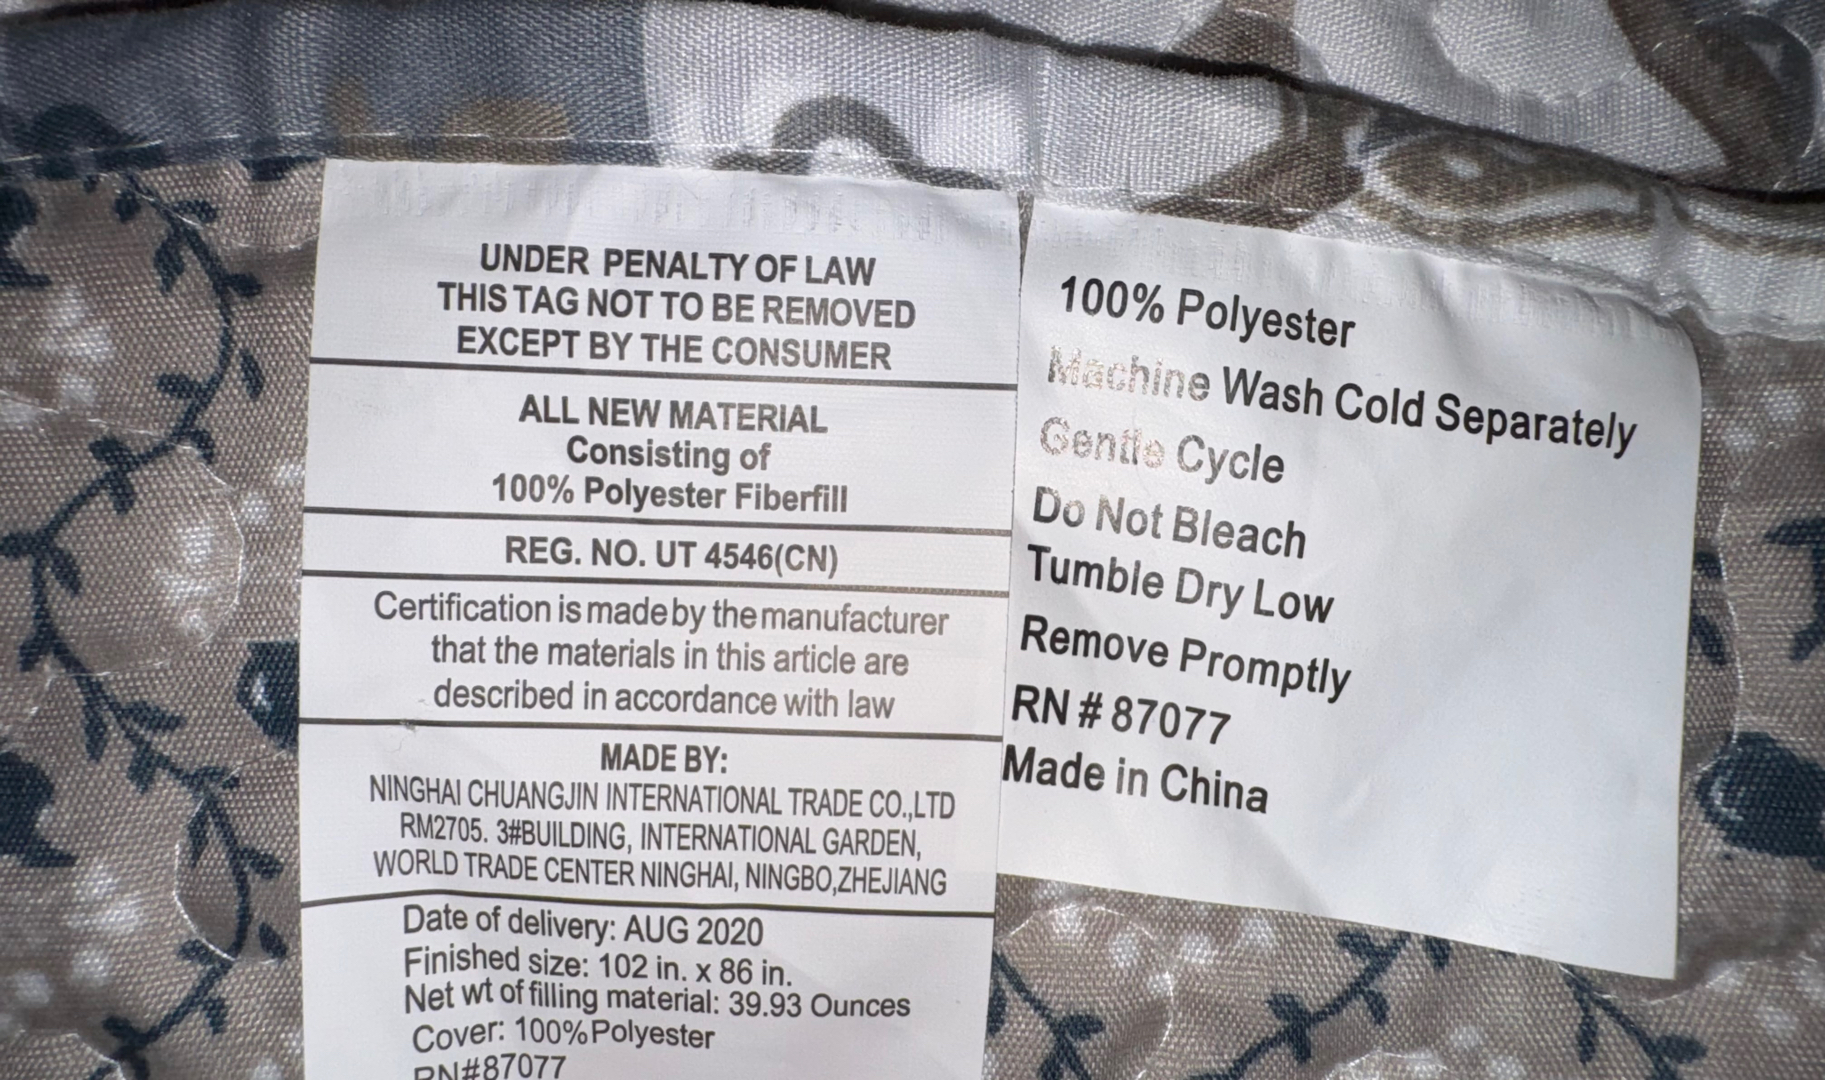 UNDER PENALTY OF LAW
THIS TAG NOT TO BE REMOVED
EXCEPT BY THE CONSUMER
ALL NEW MATERIAL
Consisting of
100% Polyester Fiberfill
REG. NO. UT 4546(CN)
Certification is made by the manufacturer
that the materials in this article are
described in accordance with law
MADE BY:
NINGHAI CHUANGJIN INTERNATIONAL TRADE CO.,LTD
RM2705. 3#BUILDING, INTERNATIONAL GARDEN,
WORLD TRADE CENTER NINGHAI, NINGBO,ZHEJIANG
Date of delivery: AUG 2020
Finished size: 102 in. x 86 in.
Net wt of filling material: 39.93 Ounces
Cover: 100%Polyester
RN#87077
100% Polyester
Machine Wash Cold Separately
Gentle Cycle
Do Not Bleach
Tumble Dry Low
Remove Promptly
RN # 87077
Made in China